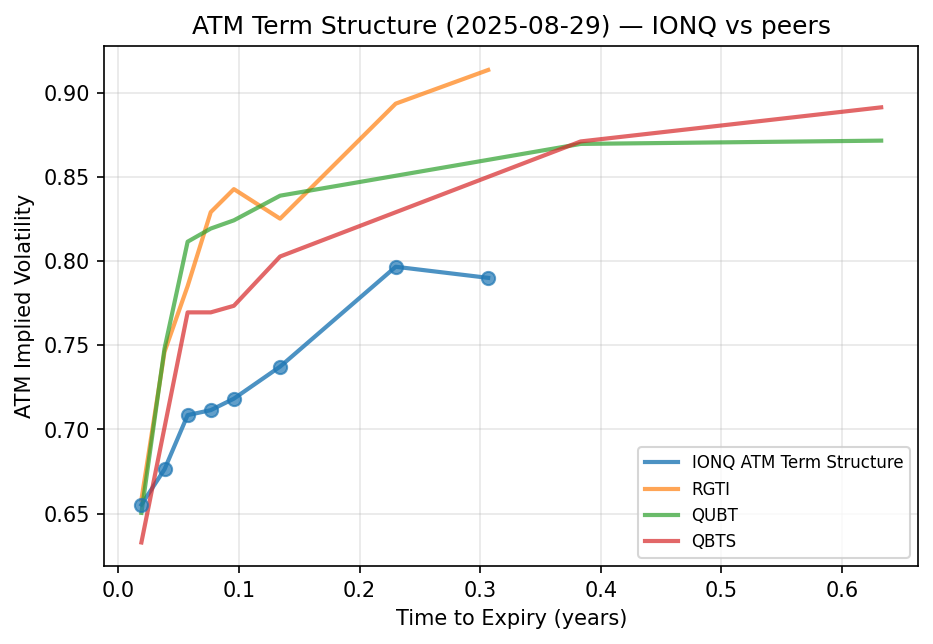 ATM Term Structure (2025-08-29) — IONQ vs peers
ATM Implied Volatility
0.90
0.85
0.80
0.75
0.70
0.65
IONQ ATM Term Structure
RGTI
QUBT
QBTS
0.0 0.1 0.2 0.3 0.4 0.5 0.6
Time to Expiry (years)